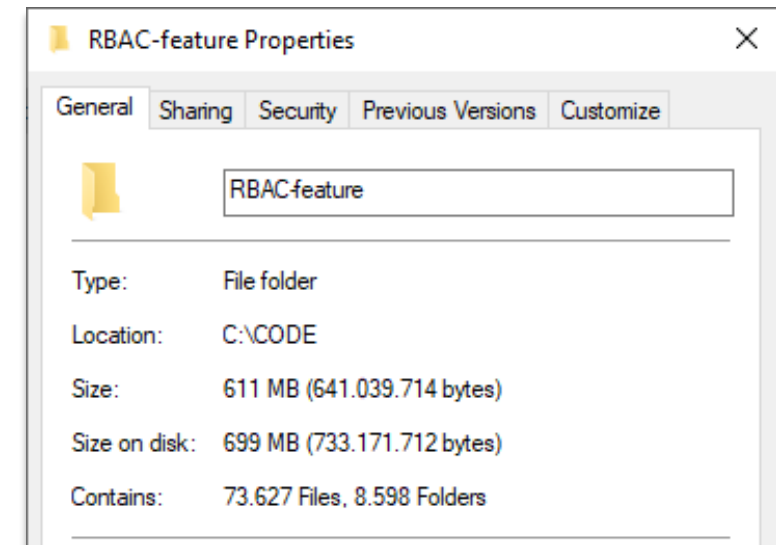 RBAC-feature Properties
General Sharing Security Previous Versions Customize
RBAC-feature
Type: File folder
Location: C:\CODE
Size: 611 MB (641.039.714 bytes)
Size on disk: 699 MB (733.171.712 bytes)
Contains: 73.627 Files, 8.598 Folders